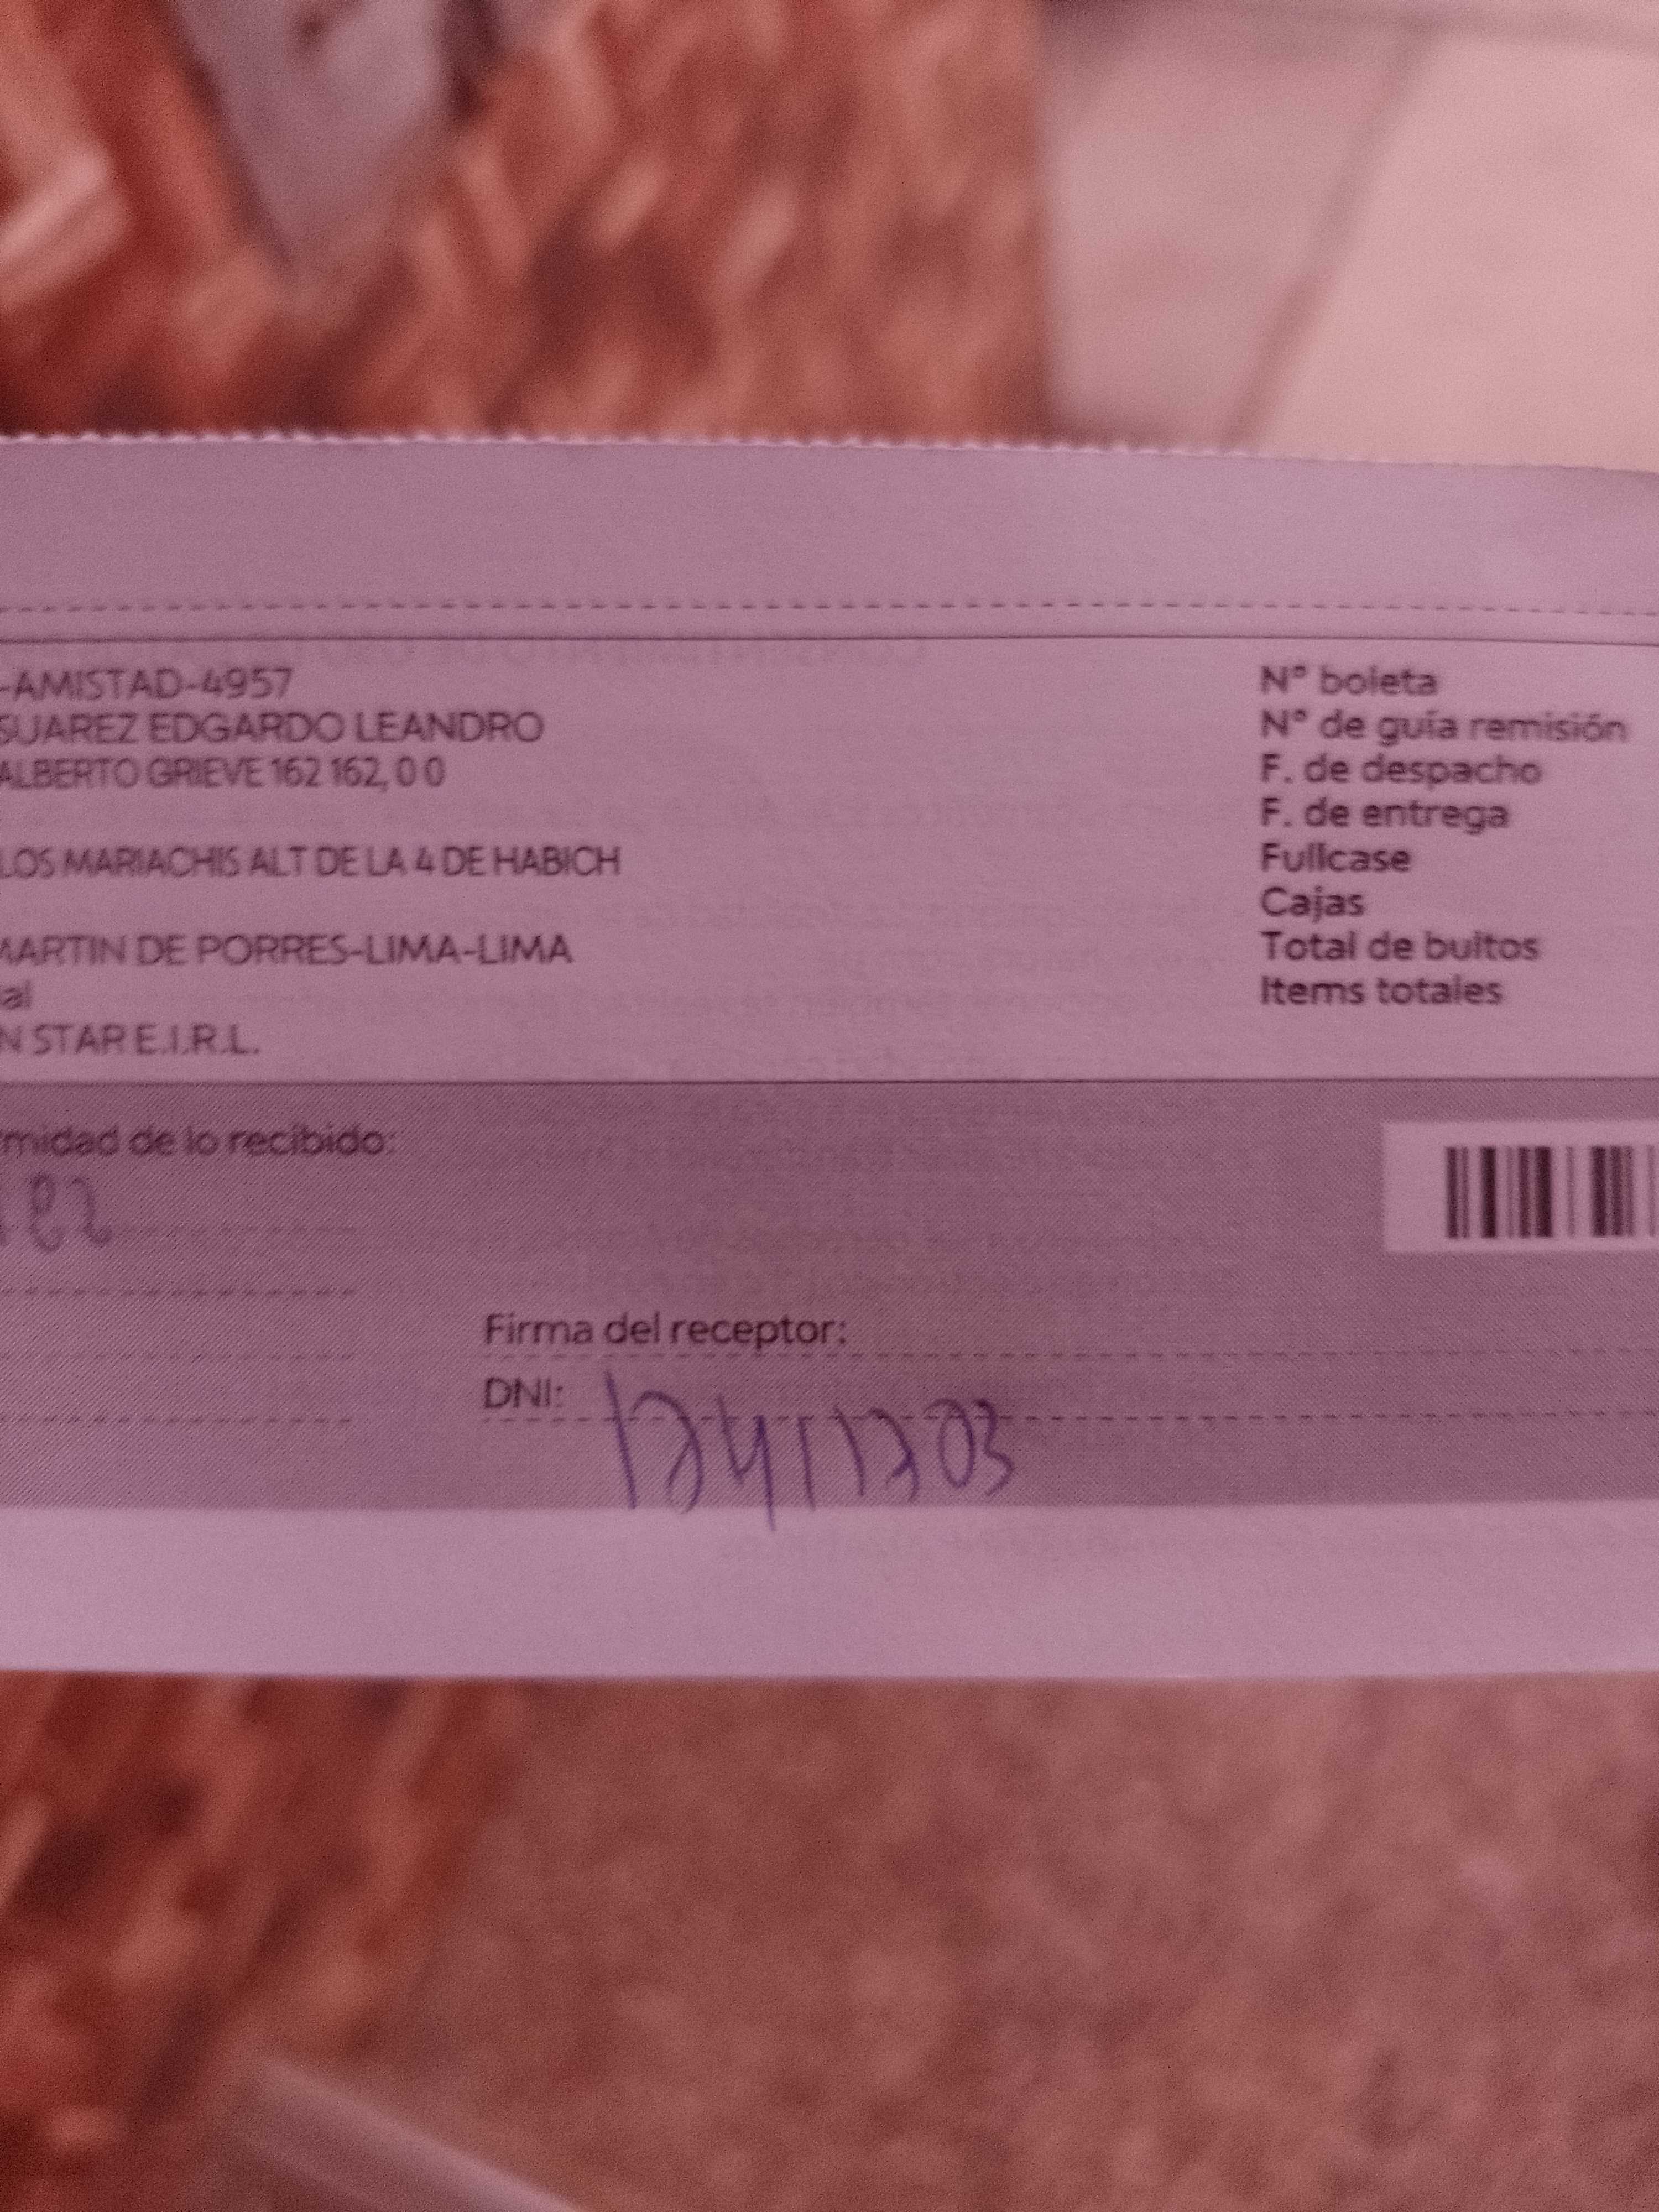 -AMISTAD-4957
SUAREZ EDGARDO LEANDRO
ALBERTO GRIEVE 162 162, 0 0
LOS MARIACHIS ALT DE LA 4 DE HABICH
MARTIN DE PORRES-LIMA-LIMA
al
N STAR E.I.R.L.
N° boleta
N° de guía remisión
F. de despacho
F. de entrega
Fullcase
Cajas
Total de bultos
Items totales
rmidad de lo recibido:
Firma del receptor:
DNI: